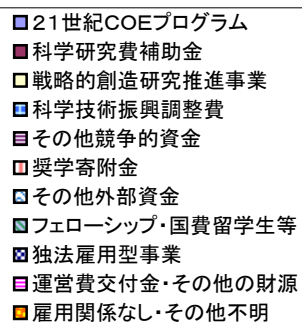 21世紀COEプログラム
科学研究費補助金
戦略的創造研究推進事業
科学技術振興調整費
その他競争的資金
奨学寄附金
その他外部資金
フェローシップ・国費留学生等
独法雇用型事業
運営費交付金・その他の財源
雇用関係なし・その他不明